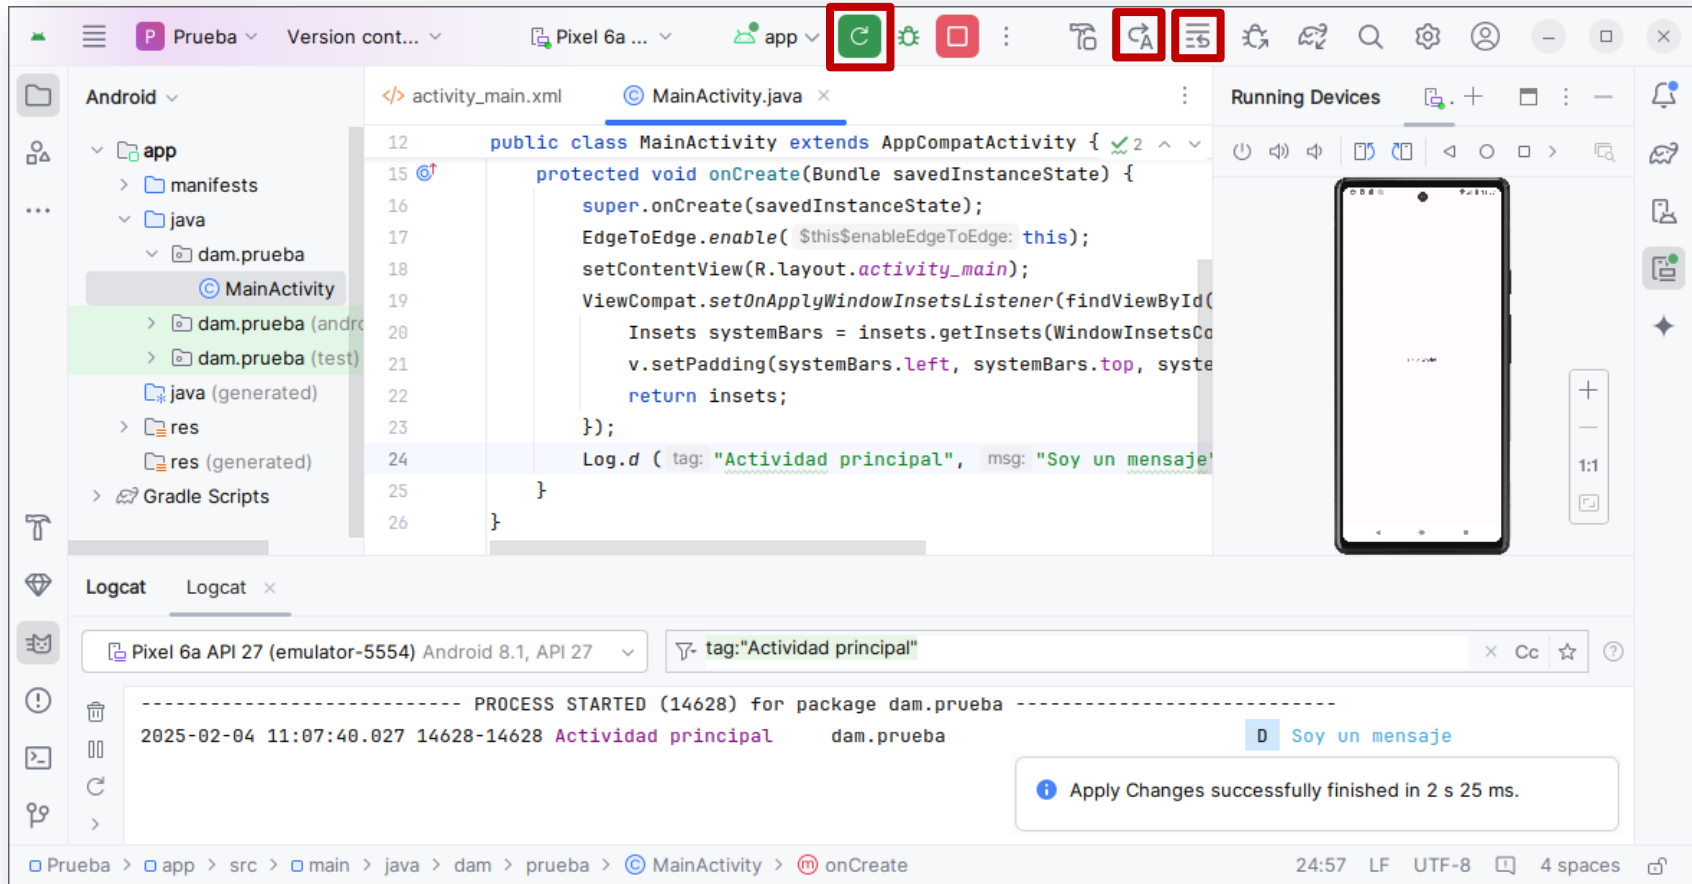 P Prueba Version cont... Pixel 6a ... app
Android
activity_main.xml
MainActivity.java
Running Devices
app
manifests
java
dam.prueba
MainActivity
dam.prueba (andro
dam.prueba (test)
java (generated)
res
res (generated)
Gradle Scripts
12 public class MainActivity extends AppCompatActivity { 2
15 protected void onCreate(Bundle savedInstanceState) {
16 super.onCreate(savedInstanceState);
17 EdgeToEdge.enable( $this$enableEdgeToEdge: this);
18 setContentView(R.layout.activity_main);
19 ViewCompat.setOnApplyWindowInsetsListener(findViewById(
20 Insets systemBars = insets.getInsets(WindowInsetsCo
21 v.setPadding(systemBars.left, systemBars.top, syste
22 return insets;
23 });
24 Log.d ( tag: "Actividad principal", msg: "Soy un mensaje"
25 }
26 }
1:1
Logcat Logcat
Pixel 6a API 27 (emulator-5554) Android 8.1, API 27
tag:"Actividad principal"
Cc
---------------------------- PROCESS STARTED (14628) for package dam.prueba ----------------------------
2025-02-04 11:07:40.027 14628-14628 Actividad principal dam.prueba D Soy un mensaje
Apply Changes successfully finished in 2 s 25 ms.
Prueba > app > src > main > java > dam > prueba > MainActivity > onCreate
24:57 LF UTF-8 4 spaces